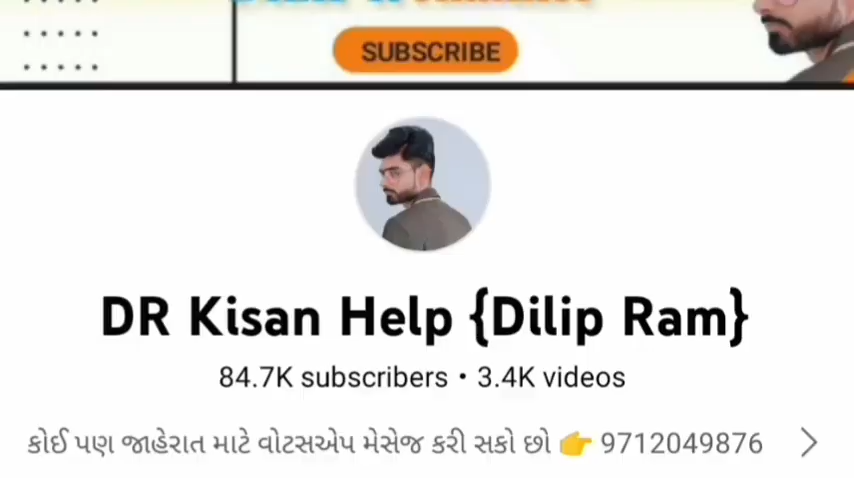 SUBSCRIBE
DR Kisan Help {Dilip Ram}
84.7K subscribers • 3.4K videos
કોઈ પણ જાહેરાત માટે વોટસએપ મેસેજ કરી સકો છો 👉 9712049876